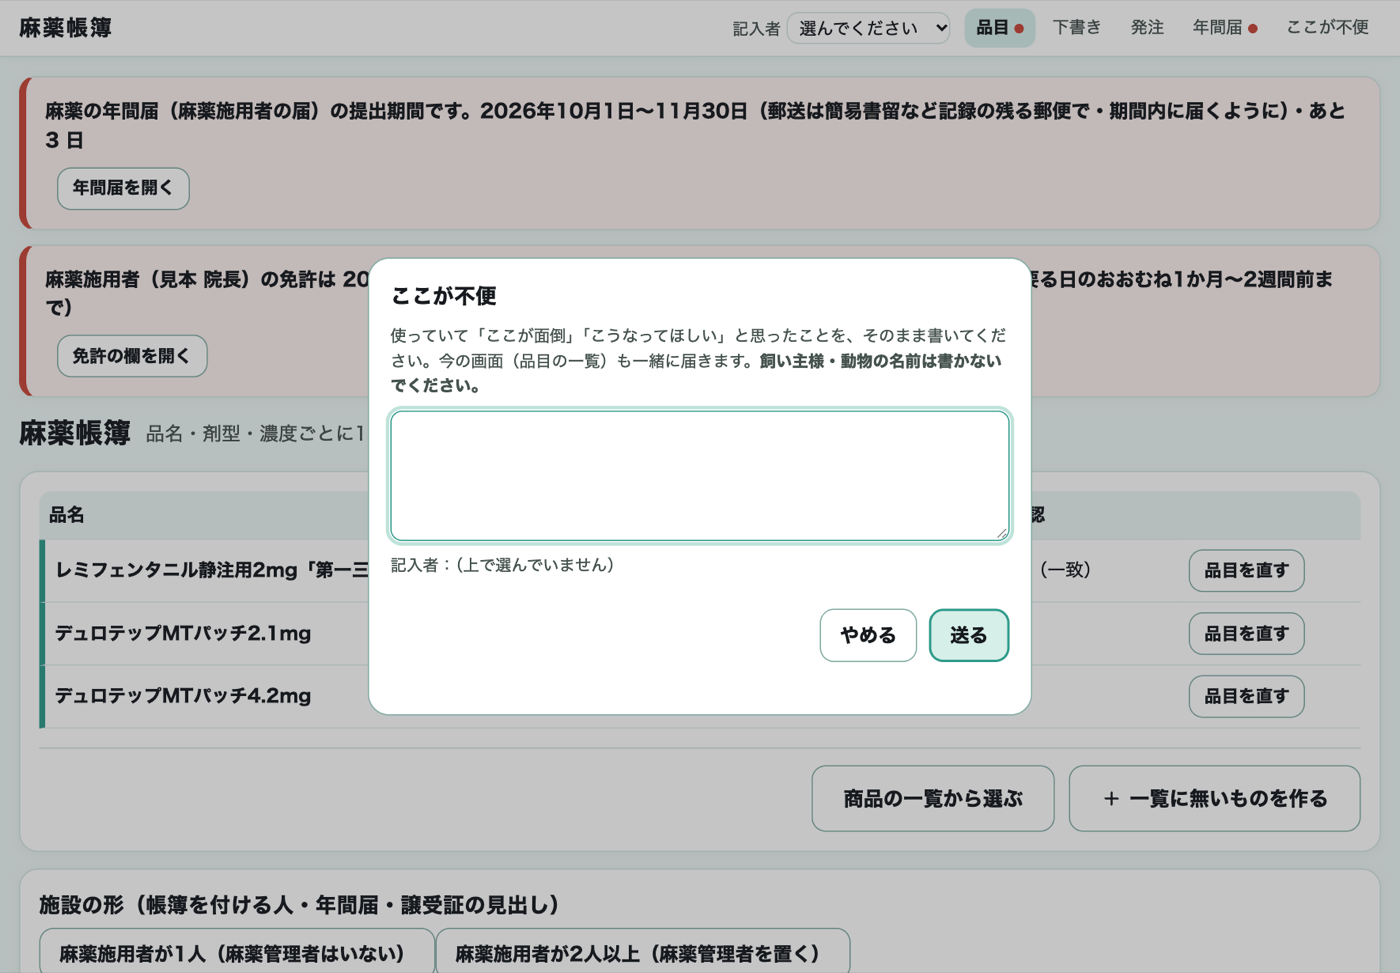 麻薬帳簿
記入者 選んでください 品目 下書き 発注 年間届 ここが不便
麻薬の年間届（麻薬施用者の届）の提出期間です。2026年10月1日〜11月30日（郵送は簡易書留など記録の残る郵便で・期間内に届くように）・あと
3 日
年間届を開く
麻薬施用者（見本 院長）の免許は 20
る日のおおむね1か月〜2週間前ま
で）
免許の欄を開く
麻薬帳簿 品名・剤型・濃度ごとに1
ここが不便
使っていて「ここが面倒」「こうなってほしい」と思ったことを、そのまま書いてくだ
さい。今の画面（品目の一覧）も一緒に届きます。飼い主様・動物の名前は書かない
でください。
記入者：（上で選んでいません）
やめる 送る
品名
認
レミフェンタニル静注用2mg「第一三
（一致）
品目を直す
デュロテップMTパッチ2.1mg
品目を直す
デュロテップMTパッチ4.2mg
品目を直す
商品の一覧から選ぶ ＋ 一覧に無いものを作る
施設の形（帳簿を付ける人・年間届・譲受証の見出し）
麻薬施用者が1人（麻薬管理者はいない） 麻薬施用者が2人以上（麻薬管理者を置く）